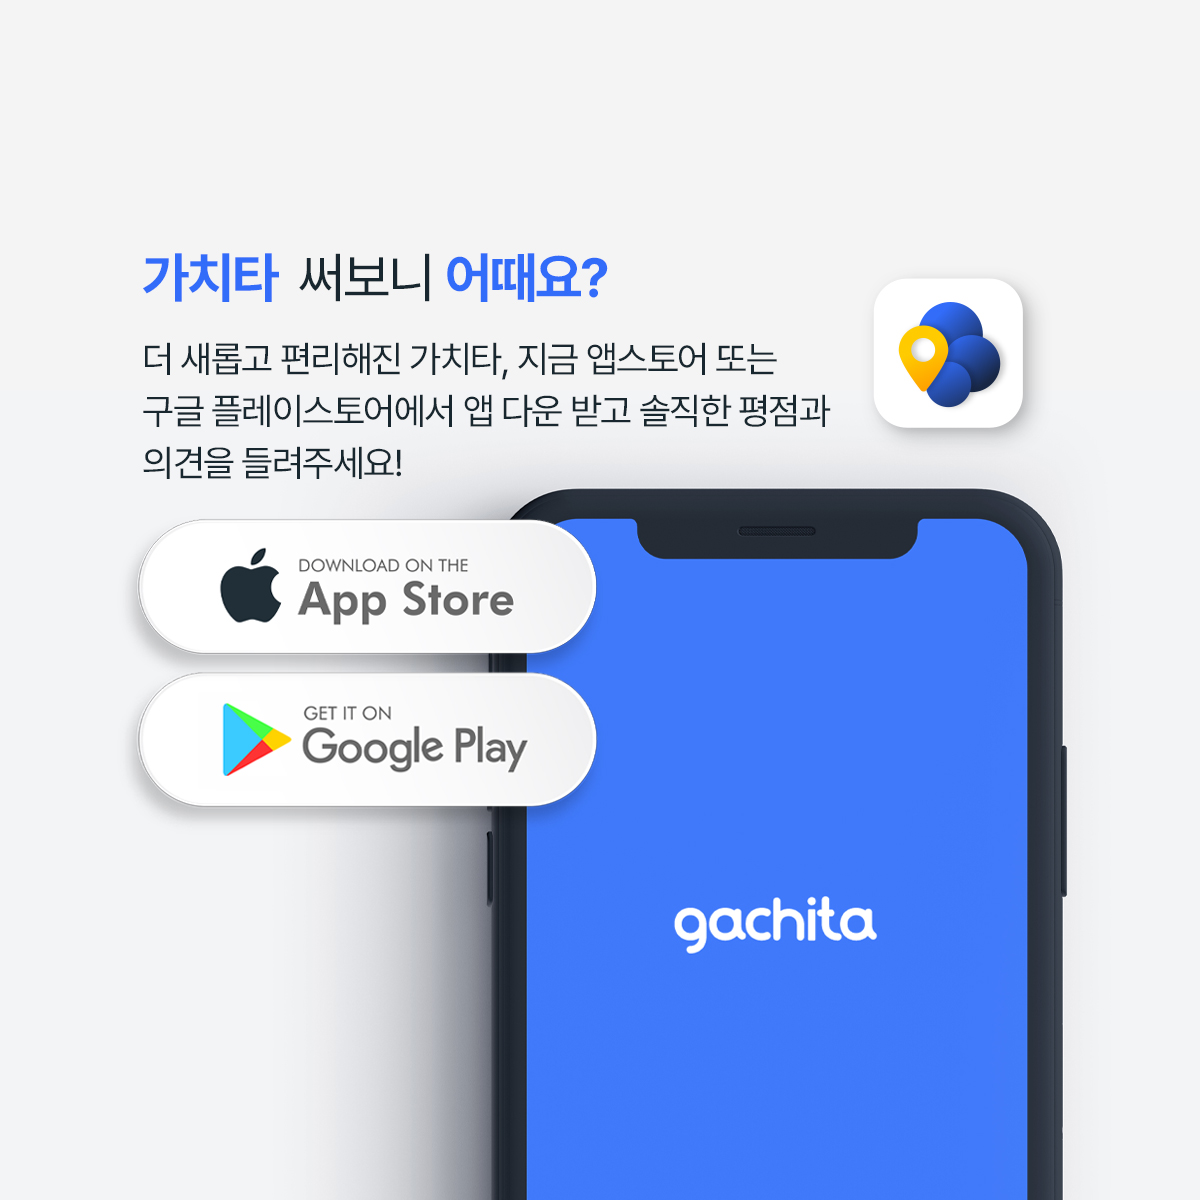 가치타 써보니 어때요?
더 새롭고 편리해진 가치타, 지금 앱스토어 또는
구글 플레이스토어에서 앱 다운 받고 솔직한 평점과
의견을 들려주세요!
DOWNLOAD ON THE
App Store
GET IT ON
Google Play
gachita